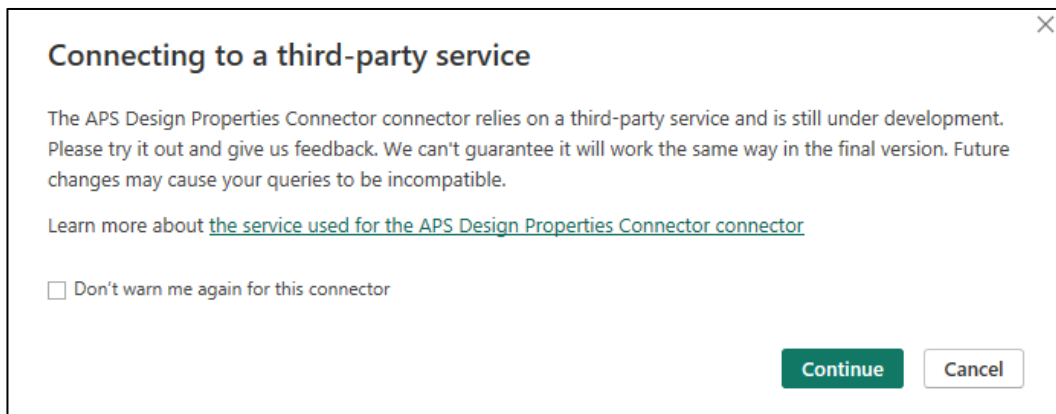 Connecting to a third-party service
The APS Design Properties Connector connector relies on a third-party service and is still under development.
Please try it out and give us feedback. We can't guarantee it will work the same way in the final version. Future
changes may cause your queries to be incompatible.
Learn more about the service used for the APS Design Properties Connector connector
Don't warn me again for this connector
Continue Cancel